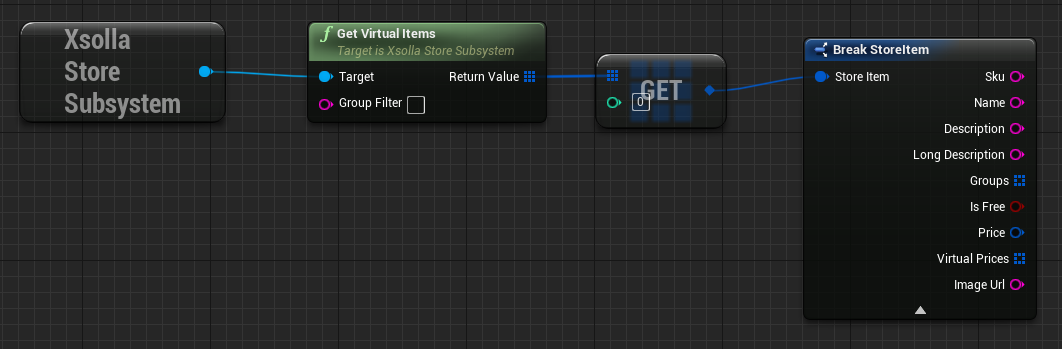 Xsolla
Store
Subsystem
f Get Virtual Items
Target is Xsolla Store Subsystem
Target
Return Value
Group Filter
GET
0
Break StoreItem
Store Item
Sku
Name
Description
Long Description
Groups
Is Free
Price
Virtual Prices
Image Url